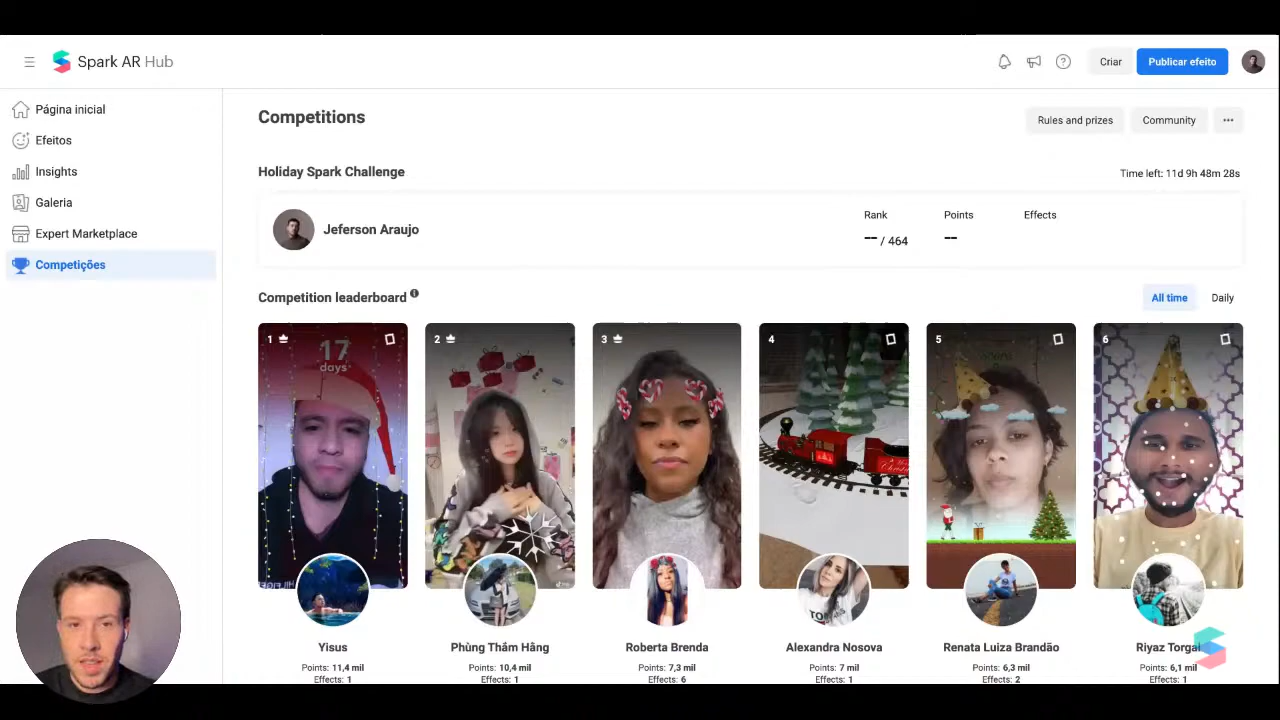 Spark AR Hub
Criar
Publicar efeito
Página inicial
Efeitos
Insights
Galeria
Expert Marketplace
Competições
Competitions
Rules and prizes
Community
Holiday Spark Challenge
Time left: 11d 9h 48m 28s
Jeferson Araujo
Rank
Points
Effects
-- / 464
--
Competition leaderboard
All time
Daily
1
17
days
2
3
4
5
6
Yisus
Phùng Thắm Hằng
Roberta Brenda
Alexandra Nosova
Renata Luiza Brandão
Riyaz Torgal
Points: 11,4 mil
Points: 10,4 mil
Points: 7,3 mil
Points: 7 mil
Points: 6,3 mil
Points: 6,1 mil
Effects: 1
Effects: 1
Effects: 6
Effects: 1
Effects: 2
Effects: 1